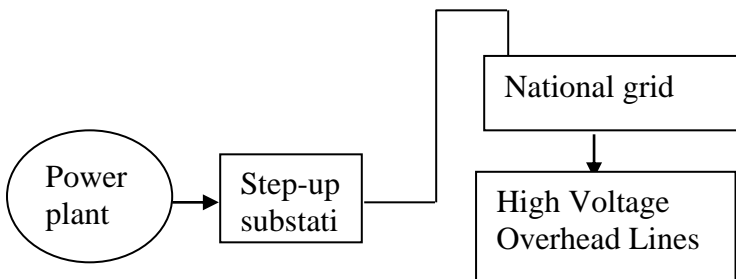 Power
plant
Step-up
substati
National grid
High Voltage
Overhead Lines